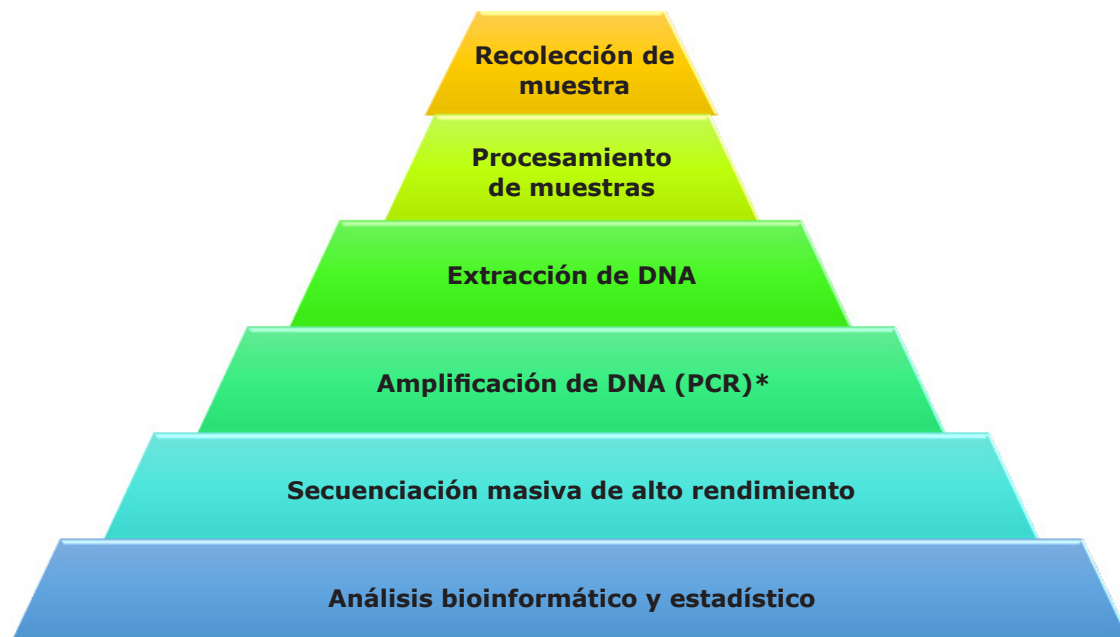 Recolección de
muestra
Procesamiento
de muestras
Extracción de DNA
Amplificación de DNA (PCR)*
Secuenciación masiva de alto rendimiento
Análisis bioinformático y estadístico